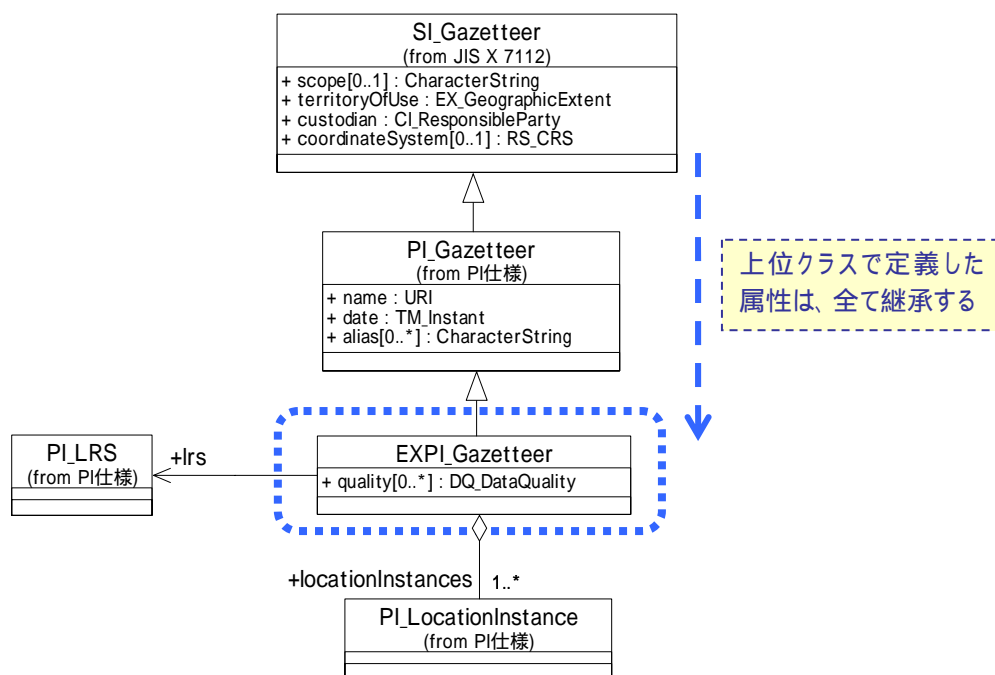 SI_Gazetteer
(from JIS X 7112)
+ scope[0..1] : CharacterString
+ territoryOfUse : EX_GeographicExtent
+ custodian : CI_ResponsibleParty
+ coordinateSystem[0..1] : RS_CRS
PI_Gazetteer
(from PI仕様)
+ name : URI
+ date : TM_Instant
+ alias[0..*] : CharacterString
上位クラスで定義した
属性は、全て継承する
PI_LRS
(from PI仕様)
+lrs
EXPI_Gazetteer
+ quality[0..*] : DQ_DataQuality
+locationInstances
1..*
PI_LocationInstance
(from PI仕様)